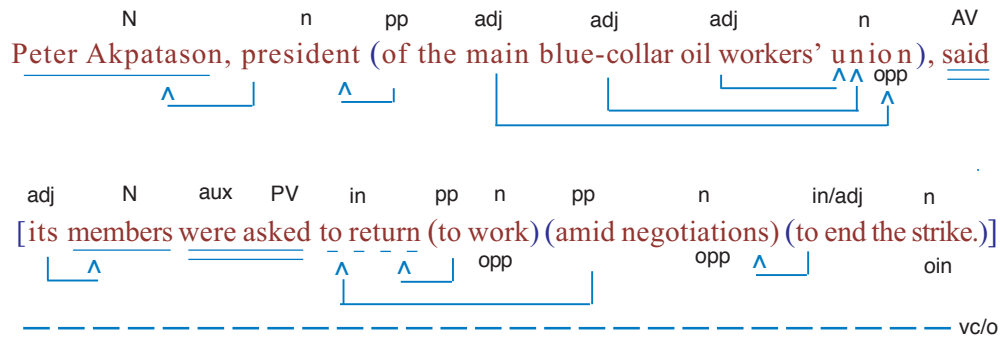 N n pp adj adj adj n AV
Peter Akpatason, president (of the main blue-collar oil workers’ union), said
opp
adj N aux PV in pp n pp n in/adj n
[its members were asked to return (to work) (amid negotiations) (to end the strike.)]
opp opp oin
vc/o